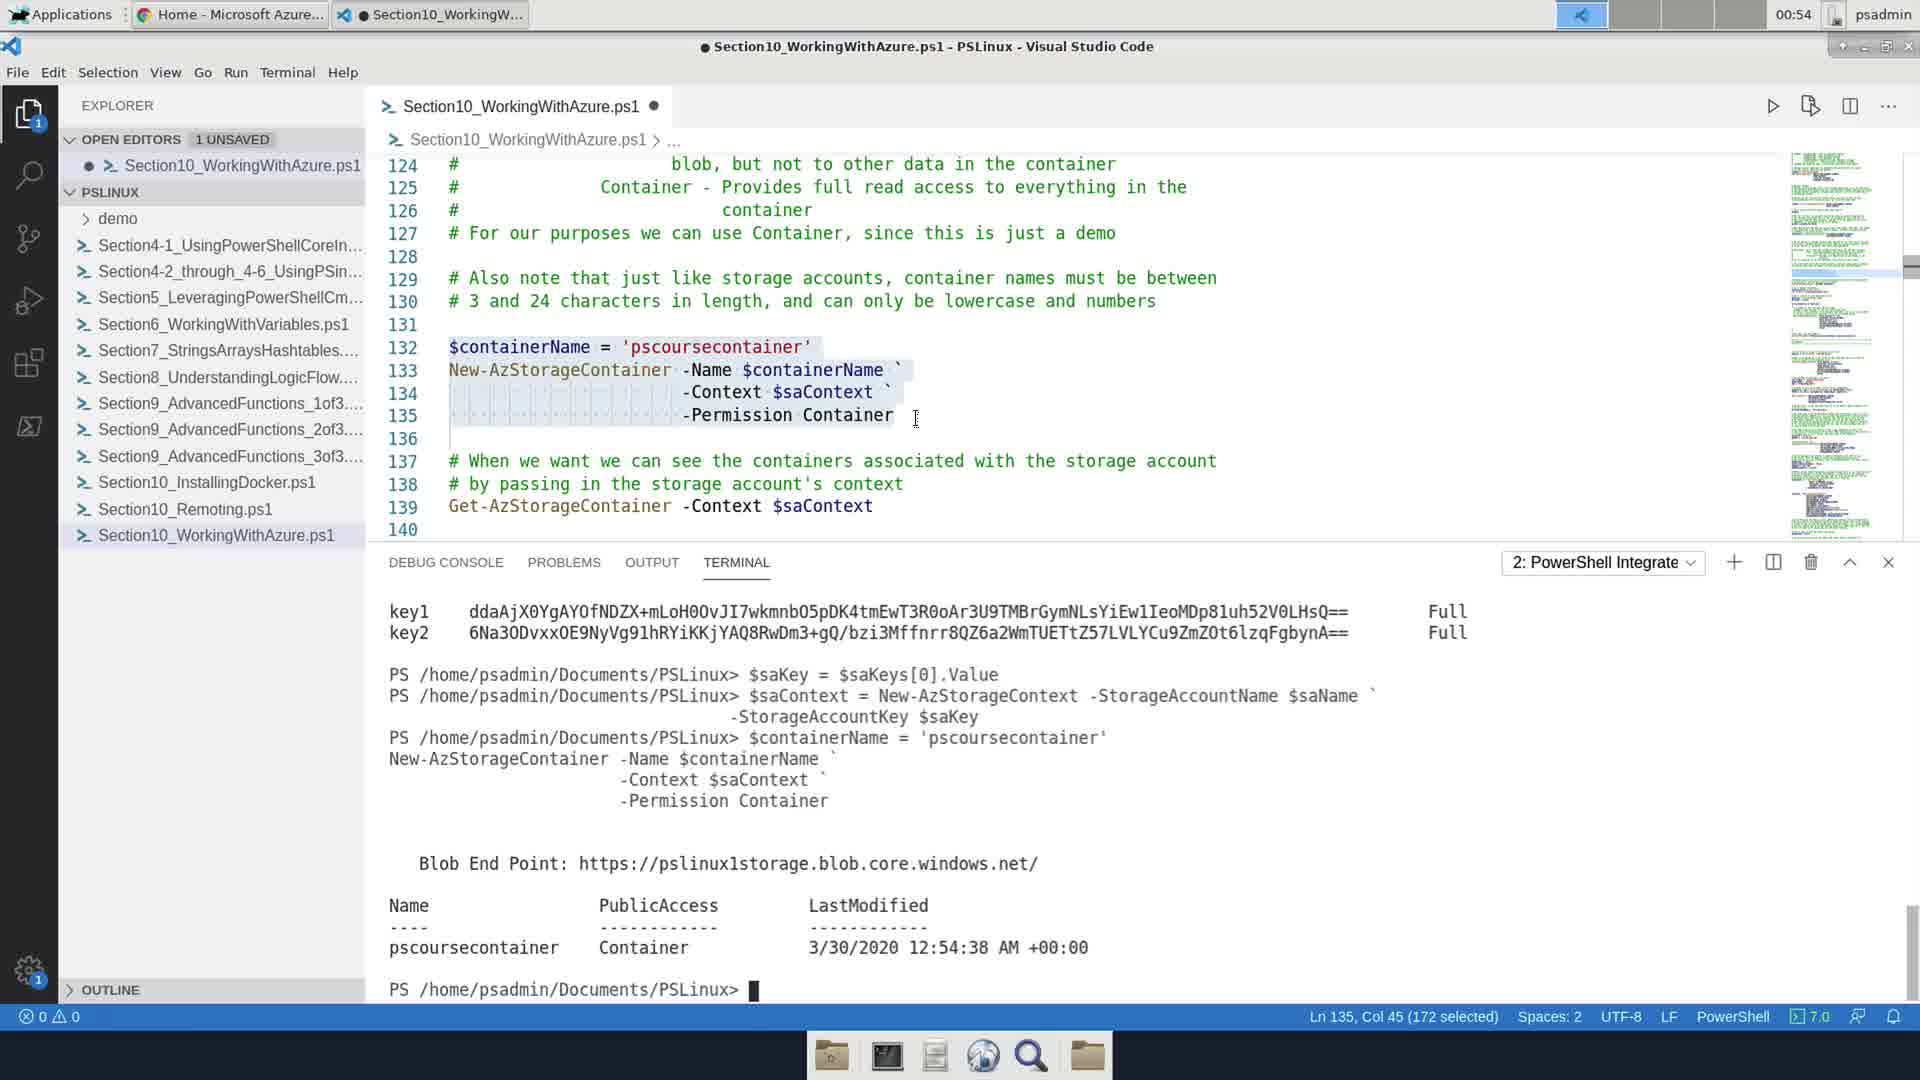 Applications
Home - Microsoft Azure...
Section10_WorkingW...
00:54
psadmin
Section10_WorkingWithAzure.ps1 - PSLinux - Visual Studio Code
File Edit Selection View Go Run Terminal Help
EXPLORER
OPEN EDITORS 1 UNSAVED
Section10_WorkingWithAzure.ps1
PSLINUX
demo
Section4-1_UsingPowerShellCoreIn...
Section4-2_through_4-6_UsingPSin...
Section5_LeveragingPowerShellCm...
Section6_WorkingWithVariables.ps1
Section7_StringsArraysHashtables....
Section8_UnderstandingLogicFlow....
Section9_AdvancedFunctions_1of3....
Section9_AdvancedFunctions_2of3....
Section9_AdvancedFunctions_3of3....
Section10_InstallingDocker.ps1
Section10_Remoting.ps1
Section10_WorkingWithAzure.ps1
OUTLINE
1
1
Section10_WorkingWithAzure.ps1
Section10_WorkingWithAzure.ps1 > ...
124 # blob, but not to other data in the container
125 # Container - Provides full read access to everything in the
126 # container
127 # For our purposes we can use Container, since this is just a demo
128
129 # Also note that just like storage accounts, container names must be between
130 # 3 and 24 characters in length, and can only be lowercase and numbers
131
132 $containerName = 'pscoursecontainer'
133 New-AzStorageContainer -Name $containerName `
134 -Context $saContext `
135 -Permission Container
136
137 # When we want we can see the containers associated with the storage account
138 # by passing in the storage account's context
139 Get-AzStorageContainer -Context $saContext
140
DEBUG CONSOLE PROBLEMS OUTPUT TERMINAL
2: PowerShell Integrate
key1 ddaAjX0YgAYOfNDZX+mLoH0OvJI7wkmnbO5pDK4tmEwT3R0oAr3U9TMBrGymNLsYiEw1IeoMDp81uh52V0LHsQ== Full
key2 6Na3ODvxxOE9NyVg91hRYiKKjYAQ8RwDm3+gQ/bzi3Mffnrr8QZ6a2WmTUETtZ57LVLYCu9ZmZOt6lzqFgbynA== Full
PS /home/psadmin/Documents/PSLinux> $saKey = $saKeys[0].Value
PS /home/psadmin/Documents/PSLinux> $saContext = New-AzStorageContext -StorageAccountName $saName `
-StorageAccountKey $saKey
PS /home/psadmin/Documents/PSLinux> $containerName = 'pscoursecontainer'
New-AzStorageContainer -Name $containerName `
-Context $saContext `
-Permission Container
Blob End Point: https://pslinux1storage.blob.core.windows.net/
Name PublicAccess LastModified
---- ------------ ------------
pscoursecontainer Container 3/30/2020 12:54:38 AM +00:00
PS /home/psadmin/Documents/PSLinux>
0 0
Ln 135, Col 45 (172 selected) Spaces: 2 UTF-8 LF PowerShell 7.0